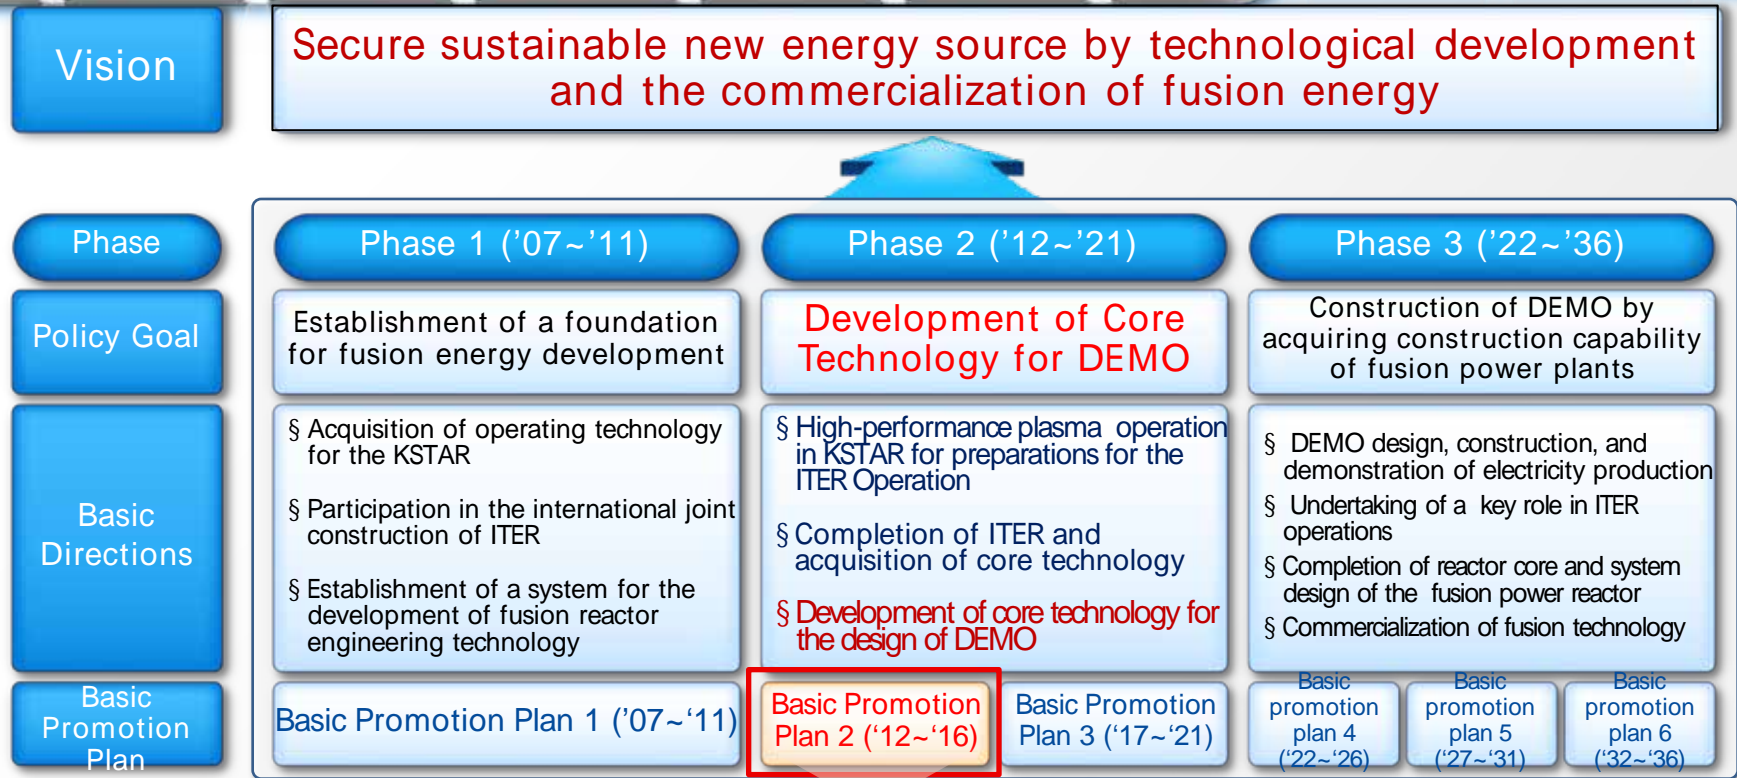 Vision
Secure sustainable new energy source by technological development
and the commercialization of fusion energy
Phase
Phase 1 ('07~'11)
Phase 2 ('12~'21)
Phase 3 ('22~'36)
Policy Goal
Establishment of a foundation
for fusion energy development
Development of Core
Technology for DEMO
Construction of DEMO by
acquiring construction capability
of fusion power plants
Basic
Directions
§ Acquisition of operating technology
for the KSTAR
§ Participation in the international joint
construction of ITER
§ Establishment of a system for the
development of fusion reactor
engineering technology
§ High-performance plasma operation
in KSTAR for preparations for the
ITER Operation
§ Completion of ITER and
acquisition of core technology
§ Development of core technology for
the design of DEMO
§ DEMO design, construction, and
demonstration of electricity production
§ Undertaking of a key role in ITER
operations
§ Completion of reactor core and system
design of the fusion power reactor
§ Commercialization of fusion technology
Basic
Promotion
Plan
Basic Promotion Plan 1 ('07~'11)
Basic Promotion
Plan 2 ('12~'16)
Basic Promotion
Plan 3 ('17~'21)
Basic
promotion
plan 4
('22~'26)
Basic
promotion
plan 5
('27~'31)
Basic
promotion
plan 6
('32~'36)